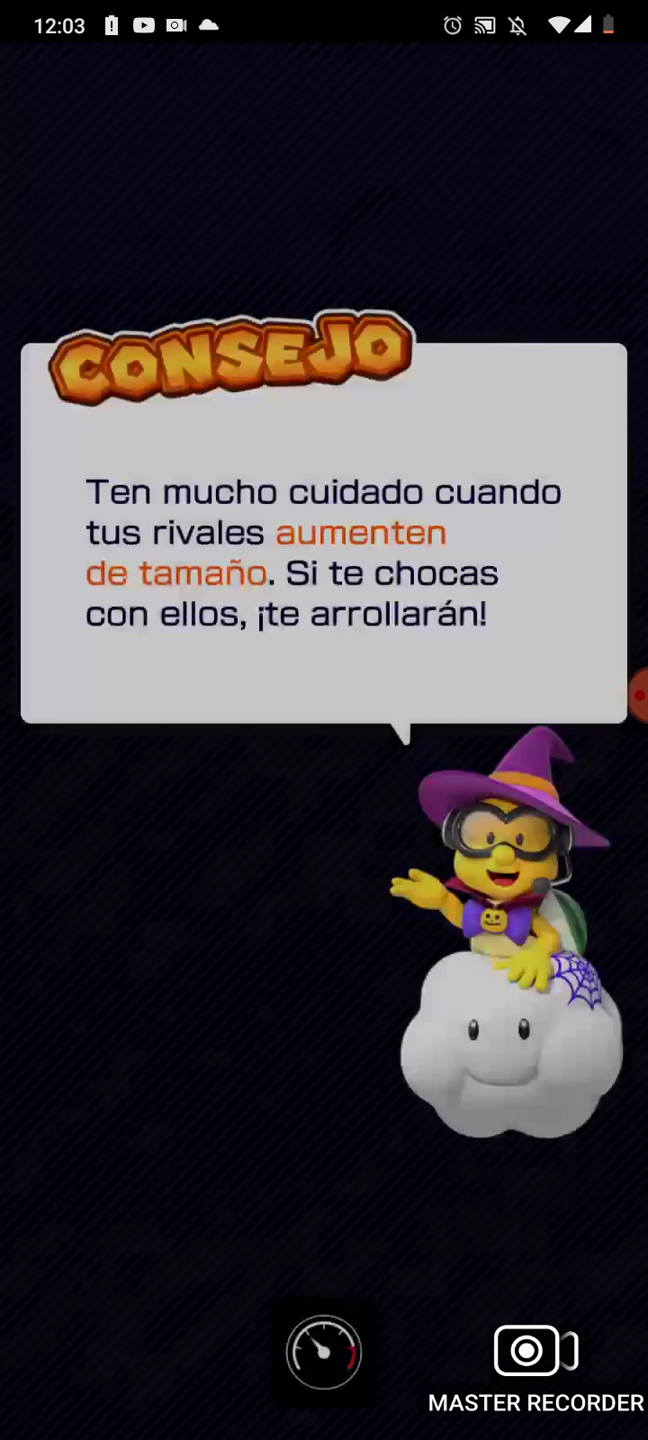 12:03
CONSEJO
Ten mucho cuidado cuando
tus rivales aumenten
de tamaño. Si te chocas
con ellos, ¡te arrollarán!
MASTER RECORDER